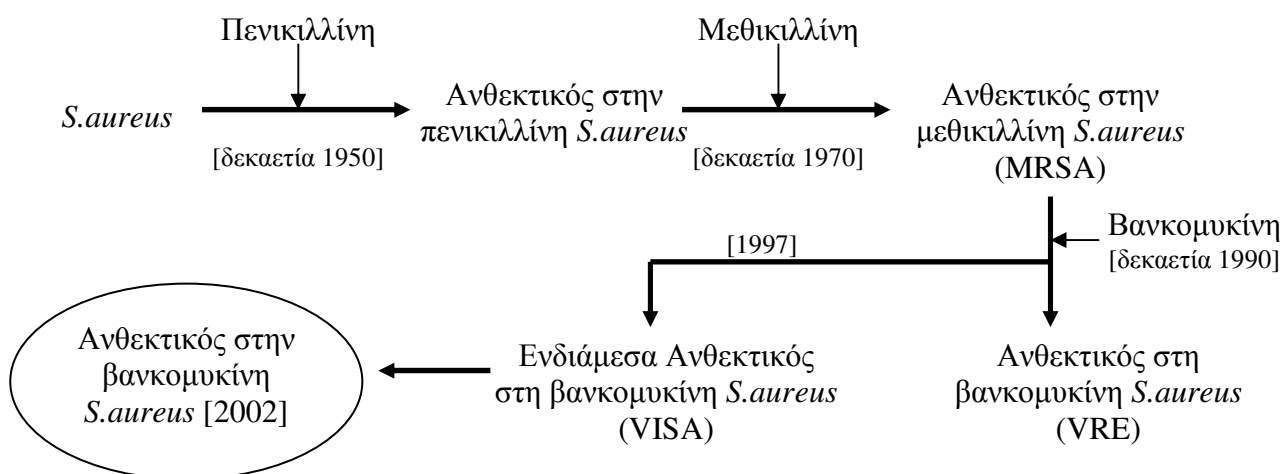 Πενικιλλίνη
Μεθικιλλίνη
S.aureus
Ανθεκτικός στην
πενικιλλίνη S.aureus
Ανθεκτικός στην
μεθικιλλίνη S.aureus
(MRSA)
[δεκαετία 1950]
[δεκαετία 1970]
Βανκομυκίνη
[δεκαετία 1990]
[1997]
Ανθεκτικός στην
βανκομυκίνη
S.aureus [2002]
Ενδιάμεσα Ανθεκτικός
στη βανκομυκίνη S.aureus
(VISA)
Ανθεκτικός στη
βανκομυκίνη S.aureus
(VRE)